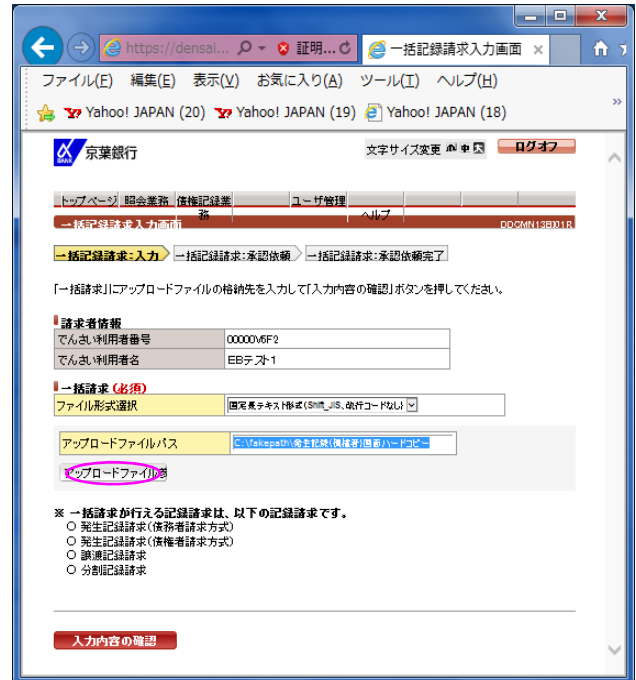 https://densai... 証明... 一括記録請求入力画面
ファイル(F) 編集(E) 表示(V) お気に入り(A) ツール(T) ヘルプ(H)
Yahoo! JAPAN (20) Yahoo! JAPAN (19) Yahoo! JAPAN (18)
京葉銀行 文字サイズ変更 小 中 大 ログオフ
トップページ 照会業務 債権記録業務 ユーザ管理 ヘルプ
一括記録請求入力画面
一括記録請求:入力 一括記録請求:承認依頼 一括記録請求:承認依頼完了
「一括請求」にアップロードファイルの格納先を入力して「入力内容の確認」ボタンを押してください。
請求者情報
でんさい利用者番号 00000V6F2
でんさい利用者名 EBテスト1
一括請求 (必須)
ファイル形式選択 固定長テキスト形式(Shift_JIS、改行コードなし)
アップロードファイルパス C:\fakepath\発生記録(債権者)画面ハードコピー
アップロードファイル参
※ 一括請求が行える記録請求は、以下の記録請求です。
○ 発生記録請求(債務者請求方式)
○ 発生記録請求(債権者請求方式)
○ 譲渡記録請求
○ 分割記録請求
入力内容の確認